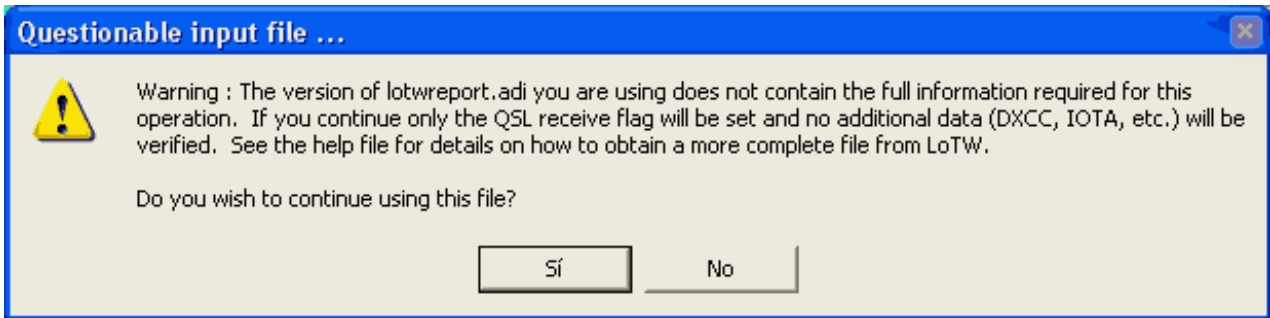 Questionable input file ...
Warning : The version of lotwreport.adi you are using does not contain the full information required for this
operation. If you continue only the QSL receive flag will be set and no additional data (DXCC, IOTA, etc.) will be
verified. See the help file for details on how to obtain a more complete file from LoTW.
Do you wish to continue using this file?
Sí No